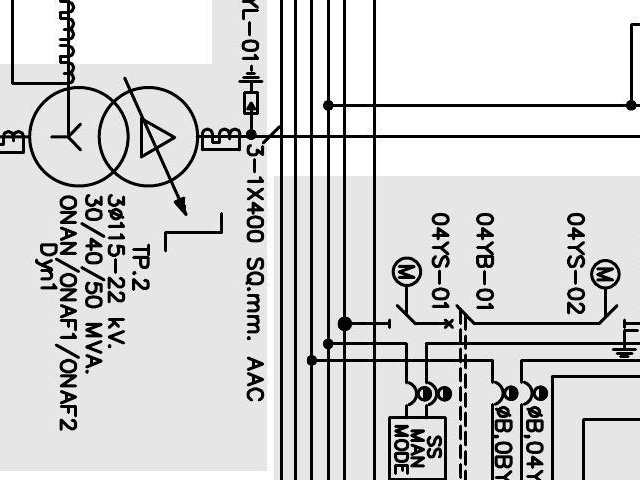 YL-01
3-1X400 SQ.mm. AAC
TP.2
3ø115-22 kV.
30/40/50 MVA.
ONAN/ONAF1/ONAF2
Dyn1
04YS-01
04YB-01
04YS-02
M
M
x
SS
MAN
MODE
øB,0BY
øB,04Y